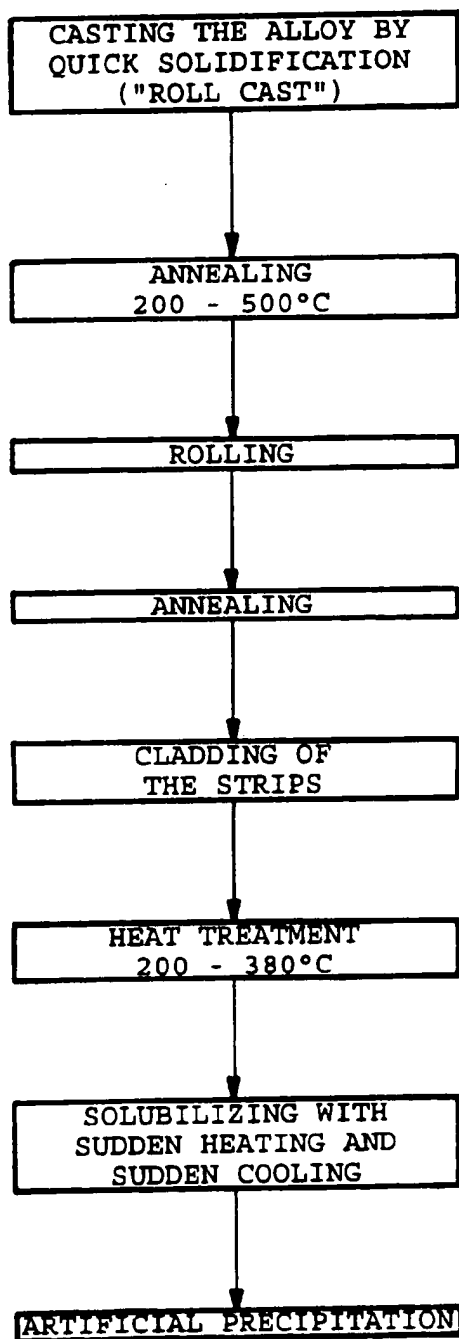 CASTING THE ALLOY BY
QUICK SOLIDIFICATION
("ROLL CAST")
ANNEALING
200 - 500°C
ROLLING
ANNEALING
CLADDING OF
THE STRIPS
HEAT TREATMENT
200 - 380°C
SOLUBILIZING WITH
SUDDEN HEATING AND
SUDDEN COOLING
ARTIFICIAL PRECIPITATION